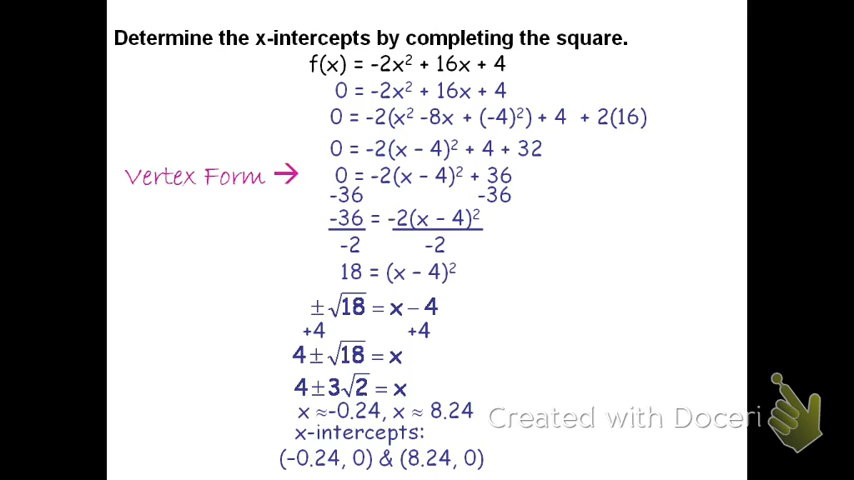 Determine the x-intercepts by completing the square.
f(x) = -2x² + 16x + 4
0 = -2x² + 16x + 4
0 = -2(x² -8x + (-4)²) + 4 + 2(16)
0 = -2(x – 4)² + 4 + 32
Vertex Form → 0 = -2(x – 4)² + 36
-36 -36
-36 = -2(x – 4)²
-2 -2
18 = (x – 4)²
±√18 = x – 4
+4 +4
4 ± √18 = x
4 ± 3√2 = x
x ≈ -0.24, x ≈ 8.24
x-intercepts:
(-0.24, 0) & (8.24, 0)
Created with Doceri